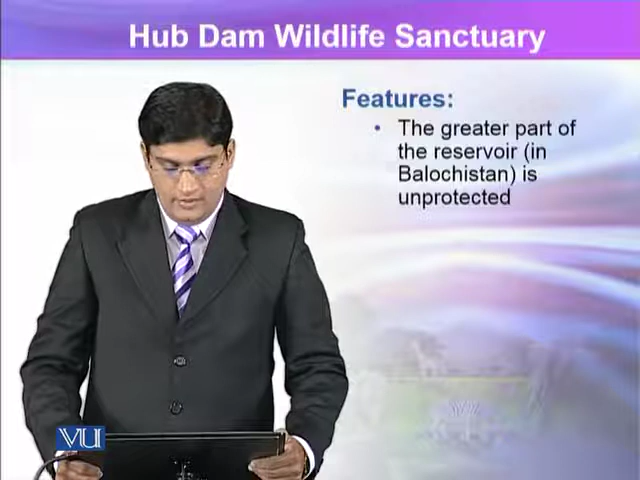 Hub Dam Wildlife Sanctuary
Features:
• The greater part of
the reservoir (in
Balochistan) is
unprotected
VU